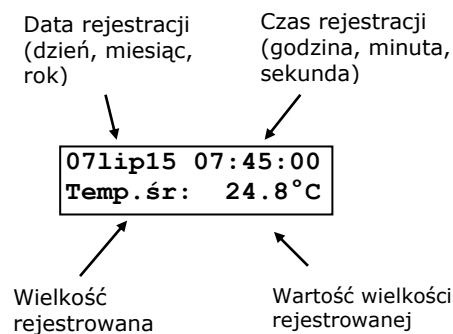 Data rejestracji
(dzień, miesiąc,
rok)
Czas rejestracji
(godzina, minuta,
sekunda)
07lip15 07:45:00
Temp.śr: 24.8°C
Wielkość
rejestrowana
Wartość wielkości
rejestrowanej